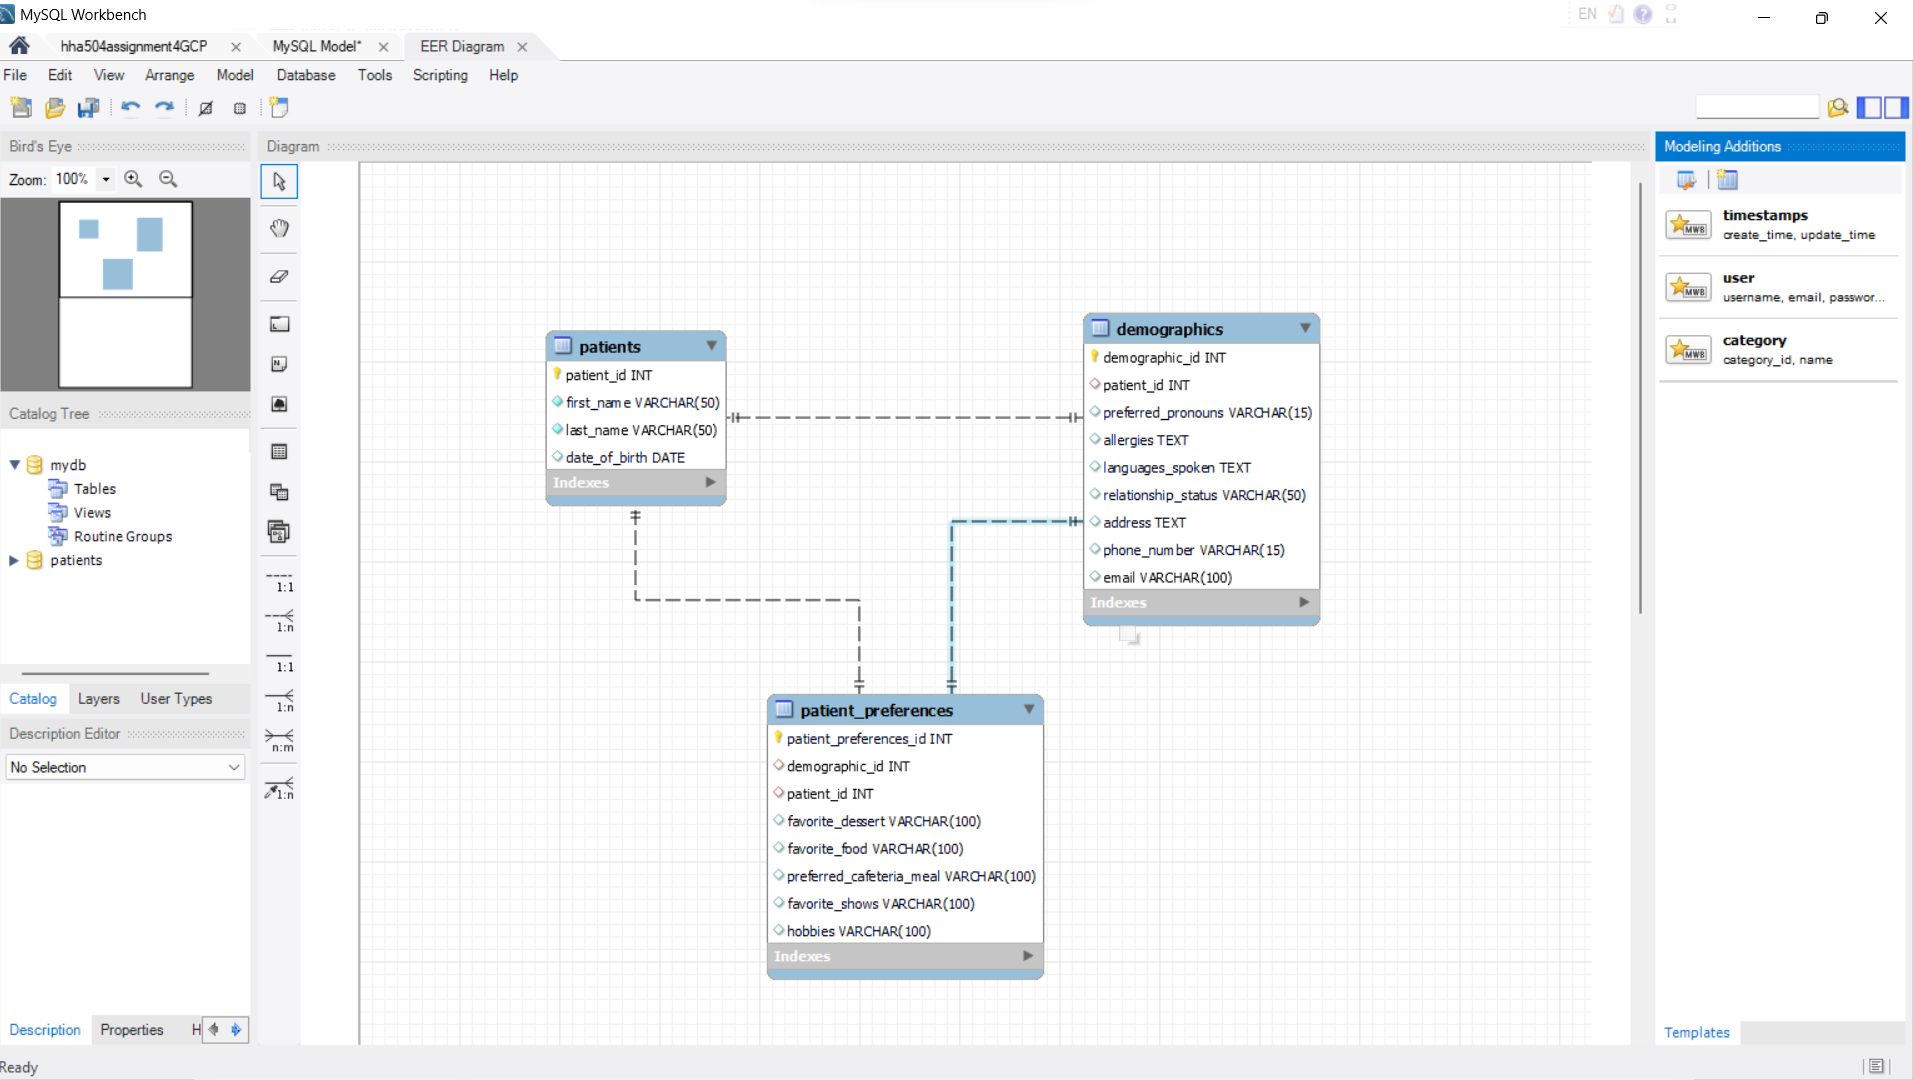 MySQL Workbench
EN
hha504assignment4GCP
MySQL Model*
EER Diagram
File Edit View Arrange Model Database Tools Scripting Help
Bird's Eye
Zoom: 100%
Catalog Tree
mydb
Tables
Views
Routine Groups
patients
Catalog Layers User Types
Description Editor
No Selection
Description Properties H
Ready
Diagram
1:1
1:n
1:1
1:n
n:m
1:n
patients
patient_id INT
first_name VARCHAR(50)
last_name VARCHAR(50)
date_of_birth DATE
Indexes
demographics
demographic_id INT
patient_id INT
preferred_pronouns VARCHAR(15)
allergies TEXT
languages_spoken TEXT
relationship_status VARCHAR(50)
address TEXT
phone_number VARCHAR(15)
email VARCHAR(100)
Indexes
patient_preferences
patient_preferences_id INT
demographic_id INT
patient_id INT
favorite_dessert VARCHAR(100)
favorite_food VARCHAR(100)
preferred_cafeteria_meal VARCHAR(100)
favorite_shows VARCHAR(100)
hobbies VARCHAR(100)
Indexes
Modeling Additions
MWB
timestamps
create_time, update_time
MWB
user
username, email, passwor...
MWB
category
category_id, name
Templates